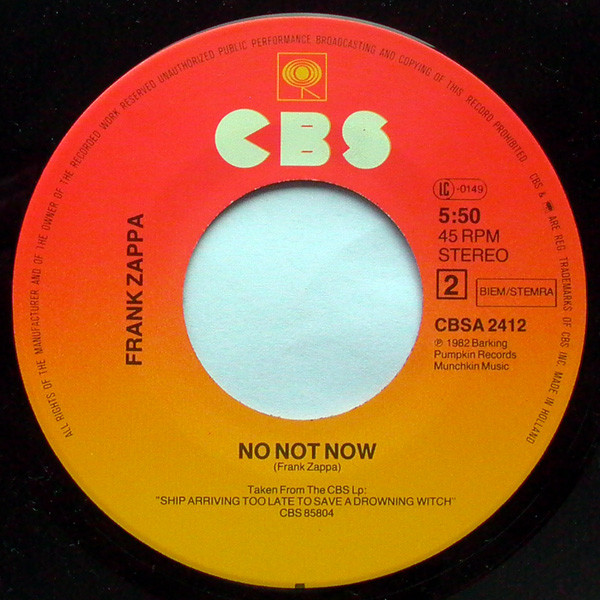 ALL RIGHTS OF THE MANUFACTURER AND OF THE OWNER OF THE RECORDED WORK RESERVED UNAUTHORIZED PUBLIC PERFORMANCE BROADCASTING AND COPYING OF THIS RECORD PROHIBITED CBS & ARE REG. TRADEMARKS OF CBS INC. MADE IN HOLLAND
CBS
FRANK ZAPPA
LC -0149
5:50
45 RPM
STEREO
2
BIEM/STEMRA
CBSA 2412
℗ 1982 Barking
Pumpkin Records
Munchkin Music
NO NOT NOW
(Frank Zappa)
Taken From The CBS Lp:
"SHIP ARRIVING TOO LATE TO SAVE A DROWNING WITCH"
CBS 85804